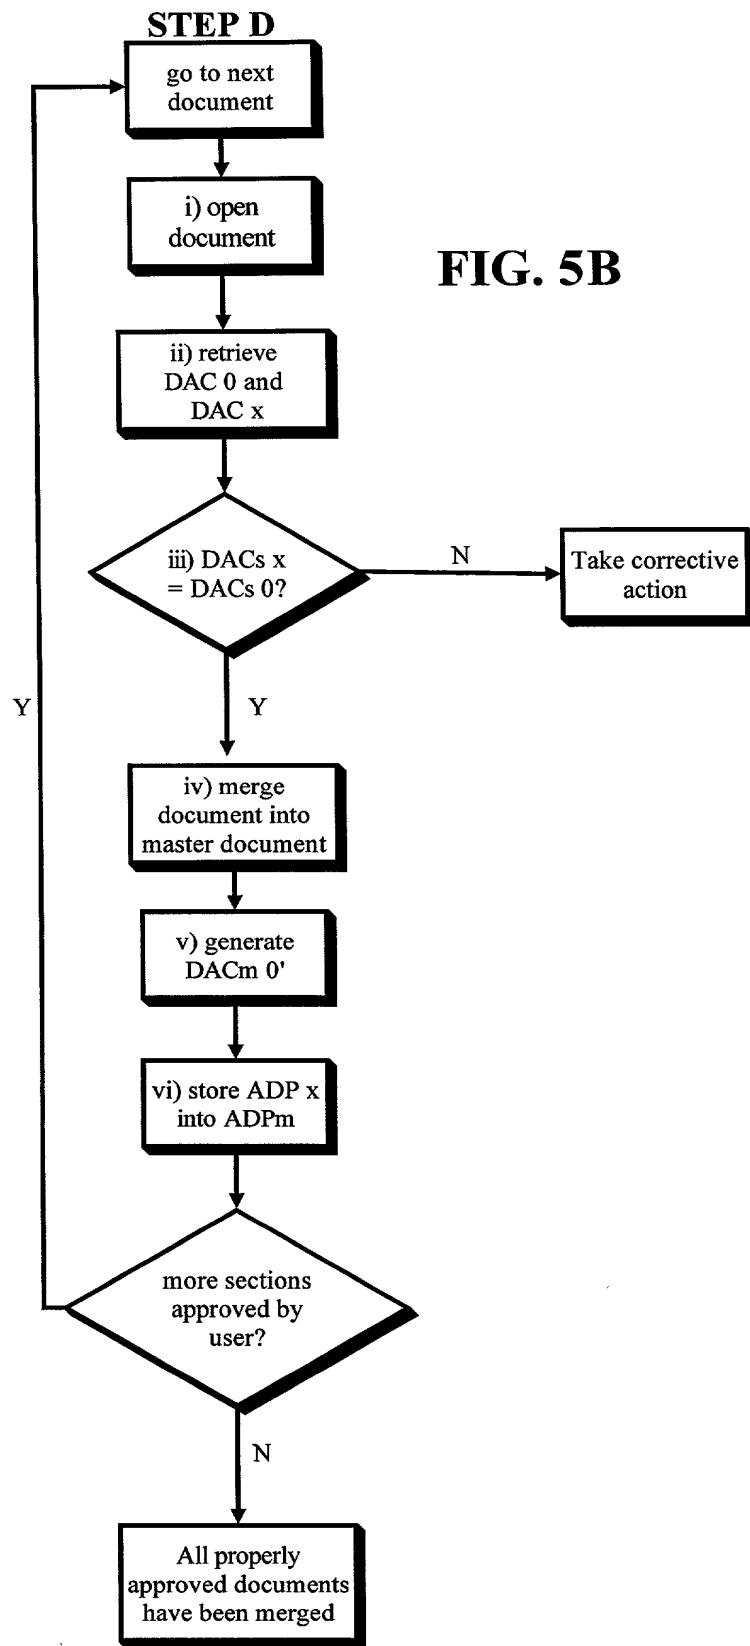 STEP D
go to next
document
i) open
document
FIG. 5B
ii) retrieve
DAC 0 and
DAC x
iii) DACs x
= DACs 0?
N
Take corrective
action
Y
Y
iv) merge
document into
master document
v) generate
DACm 0'
vi) store ADP x
into ADPm
more sections
approved by
user?
N
All properly
approved documents
have been merged